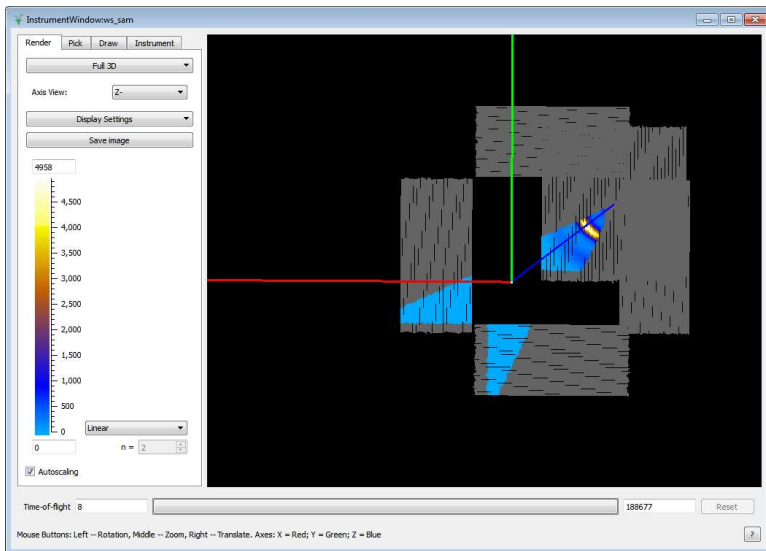 InstrumentWindow:ws_sam
Render Pick Draw Instrument
Full 3D
Axis View: Z-
Display Settings
Save image
4958
4,500
4,000
3,500
3,000
2,500
2,000
1,500
1,000
500
0
Linear
0 n = 2
Autoscaling
Time-of-flight 8 188677 Reset
Mouse Buttons: Left -- Rotation, Middle -- Zoom, Right -- Translate. Axes: X = Red; Y = Green; Z = Blue ?